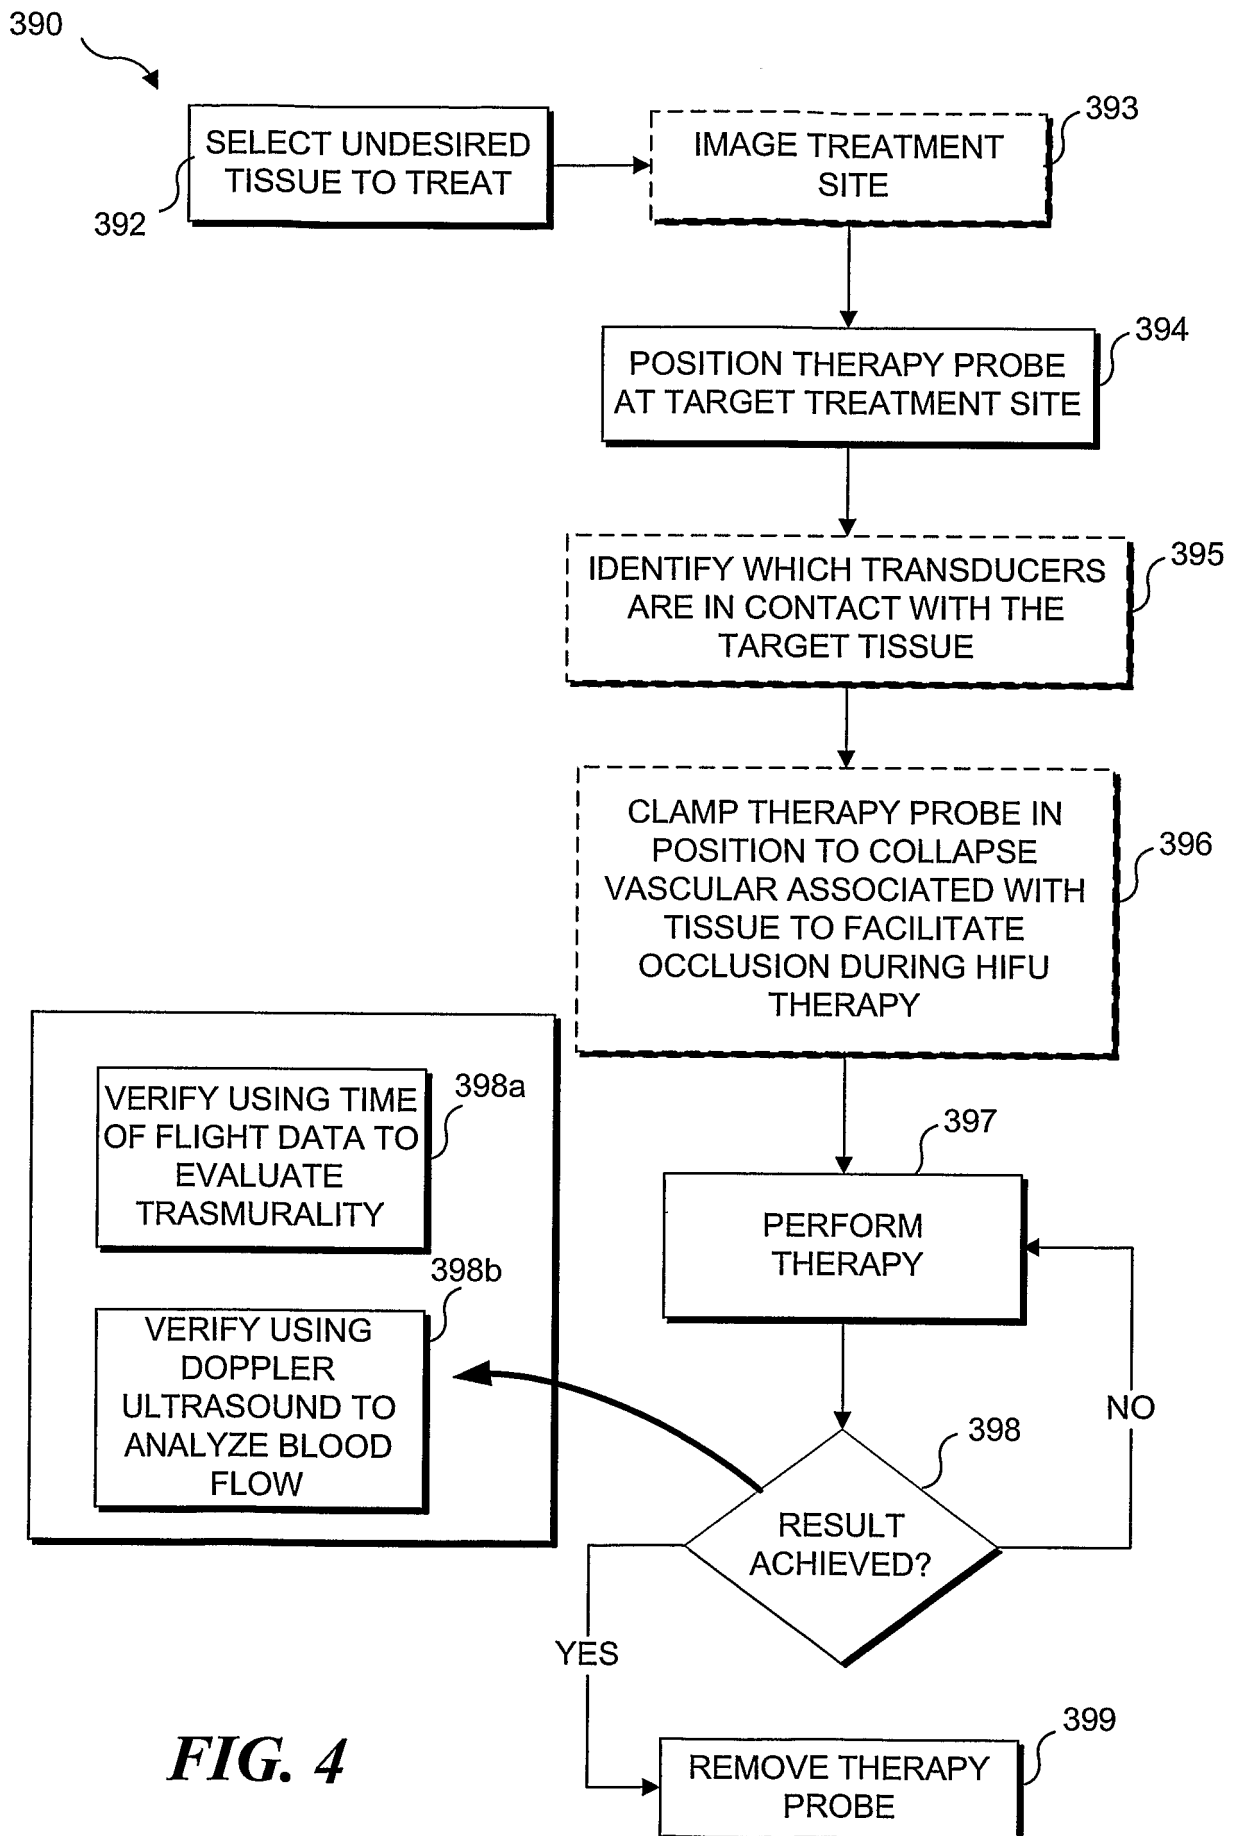 390
SELECT UNDESIRED
TISSUE TO TREAT
392
IMAGE TREATMENT
SITE
393
POSITION THERAPY PROBE
AT TARGET TREATMENT SITE
394
IDENTIFY WHICH TRANSDUCERS
ARE IN CONTACT WITH THE
TARGET TISSUE
395
CLAMP THERAPY PROBE IN
POSITION TO COLLAPSE
VASCULAR ASSOCIATED WITH
TISSUE TO FACILITATE
OCCLUSION DURING HIFU
THERAPY
396
VERIFY USING TIME
OF FLIGHT DATA TO
EVALUATE
TRASMURALITY
398a
VERIFY USING
DOPPLER
ULTRASOUND TO
ANALYZE BLOOD
FLOW
398b
397
PERFORM
THERAPY
NO
398
RESULT
ACHIEVED?
YES
399
REMOVE THERAPY
PROBE
FIG. 4